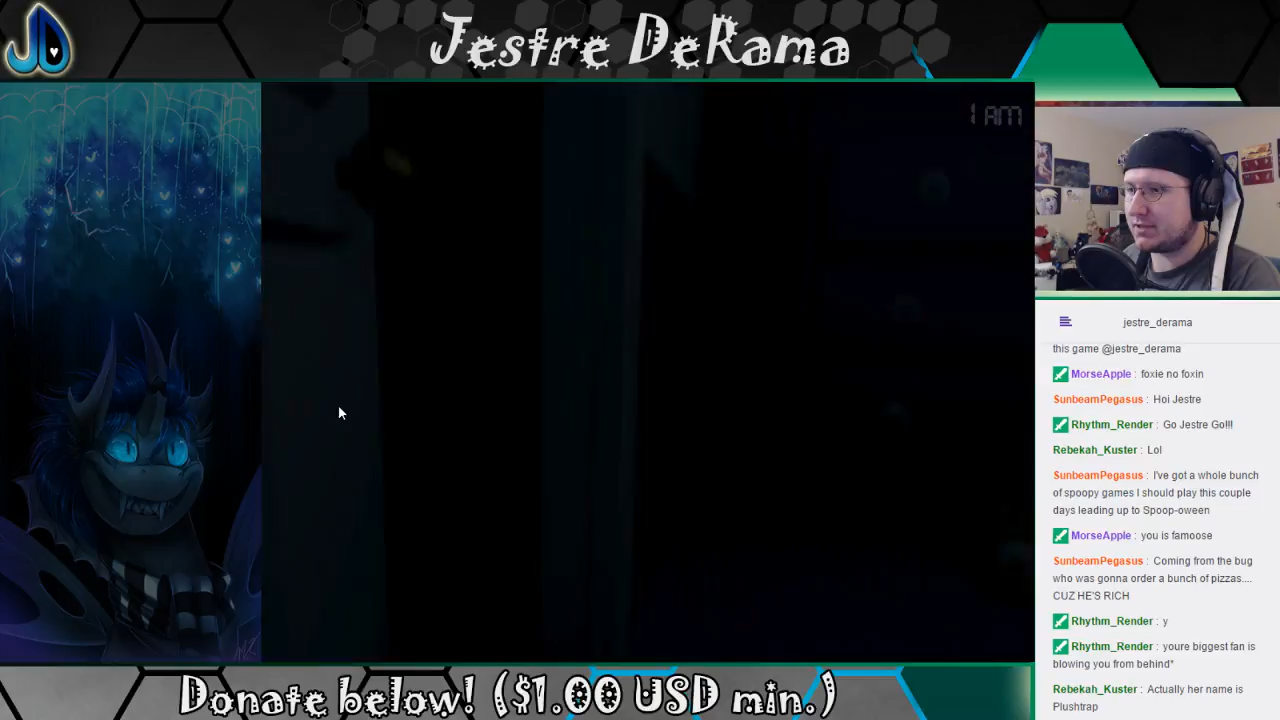 JD
Jestre DeRama
1 AM
jestre_derama
this game @jestre_derama
MorseApple : foxie no foxin
SunbeamPegasus : Hoi Jestre
Rhythm_Render : Go Jestre Go!!!
Rebekah_Kuster : Lol
SunbeamPegasus : I've got a whole bunch
of spoopy games I should play this couple
days leading up to Spoop-oween
MorseApple : you is famoose
SunbeamPegasus : Coming from the bug
who was gonna order a bunch of pizzas....
CUZ HE'S RICH
Rhythm_Render : y
Rhythm_Render : youre biggest fan is
blowing you from behind*
Rebekah_Kuster : Actually her name is
Plushtrap
Donate below! ($1.00 USD min.)